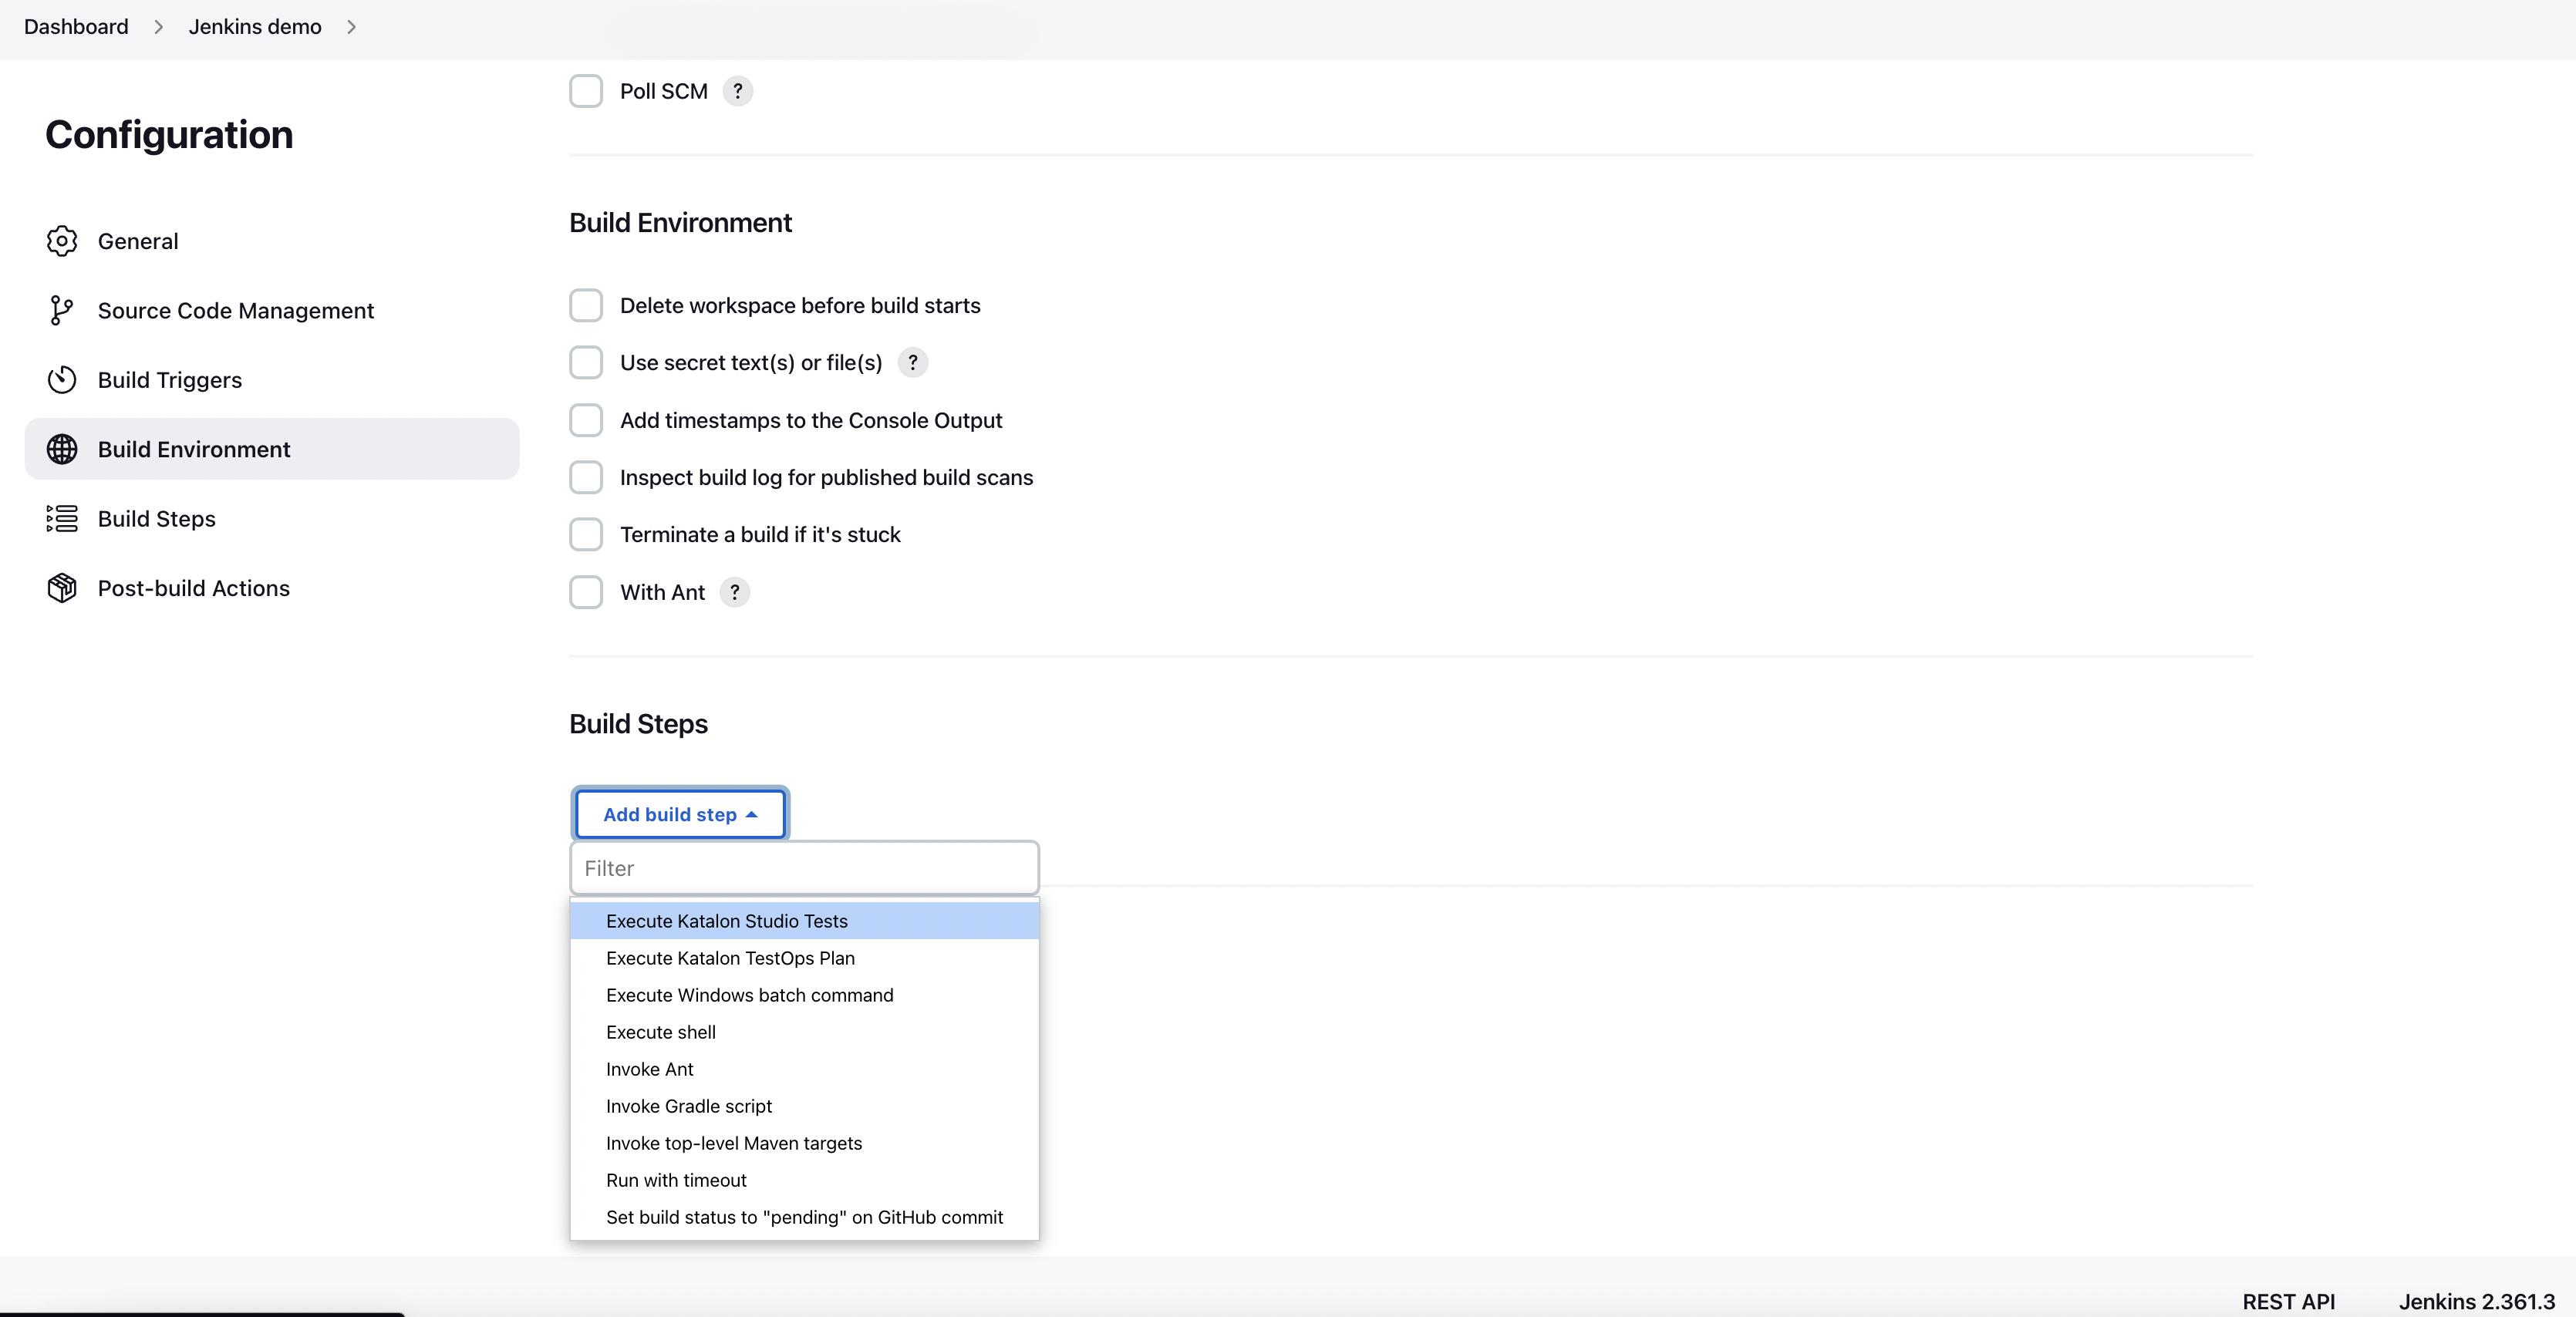 Dashboard > Jenkins demo >
Configuration
General
Source Code Management
Build Triggers
Build Environment
Build Steps
Post-build Actions
Poll SCM ?
Build Environment
Delete workspace before build starts
Use secret text(s) or file(s) ?
Add timestamps to the Console Output
Inspect build log for published build scans
Terminate a build if it's stuck
With Ant ?
Build Steps
Add build step
Filter
Execute Katalon Studio Tests
Execute Katalon TestOps Plan
Execute Windows batch command
Execute shell
Invoke Ant
Invoke Gradle script
Invoke top-level Maven targets
Run with timeout
Set build status to "pending" on GitHub commit
REST API Jenkins 2.361.3